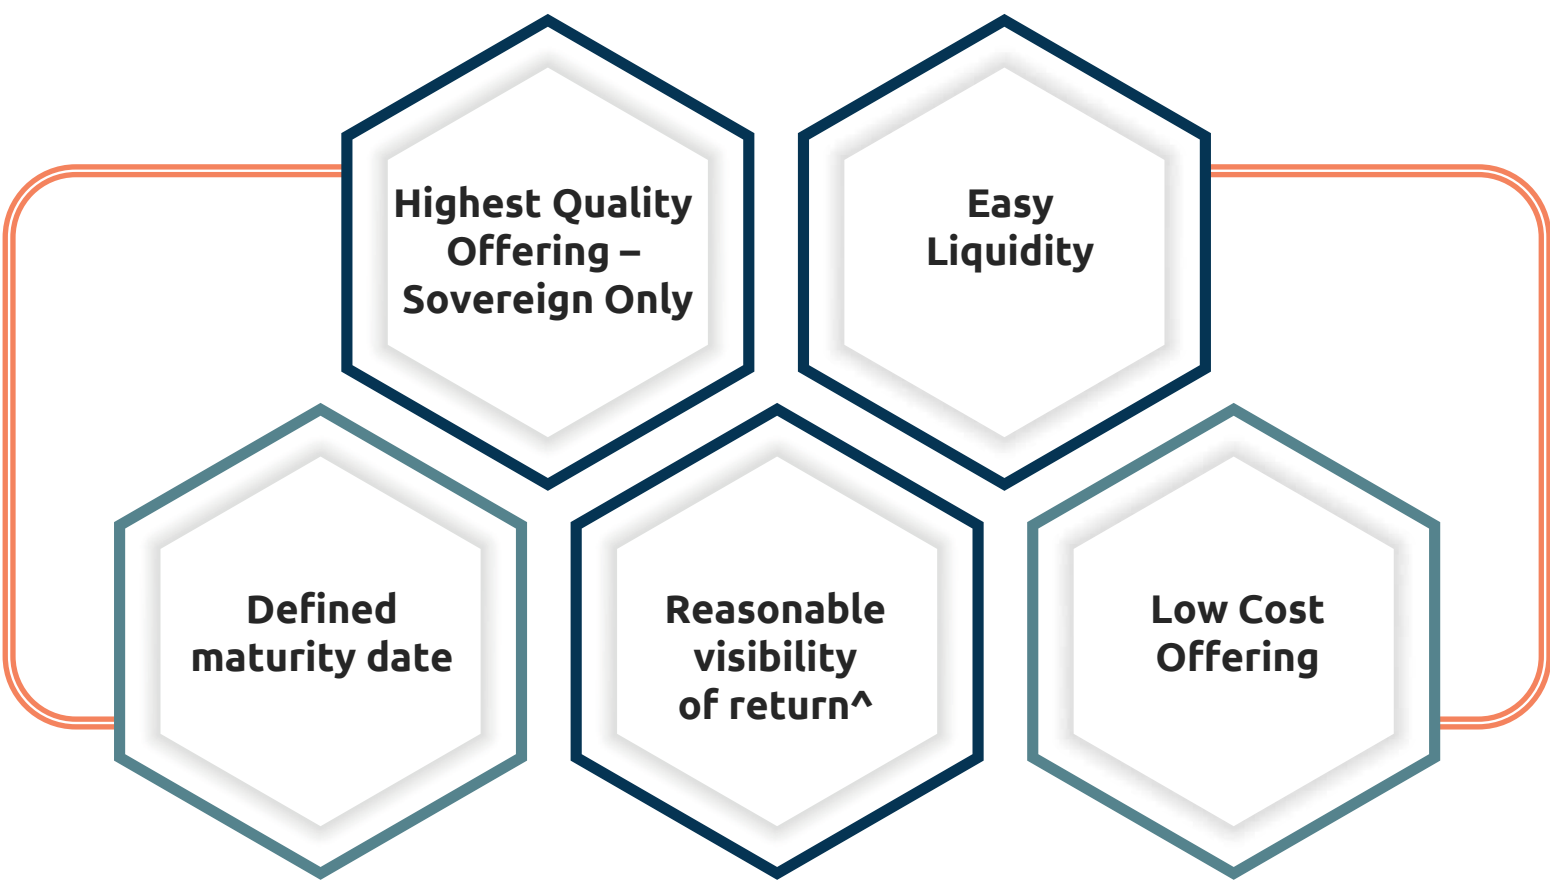 Highest Quality
Offering –
Sovereign Only
Easy
Liquidity
Defined
maturity date
Reasonable
visibility
of return^
Low Cost
Offering